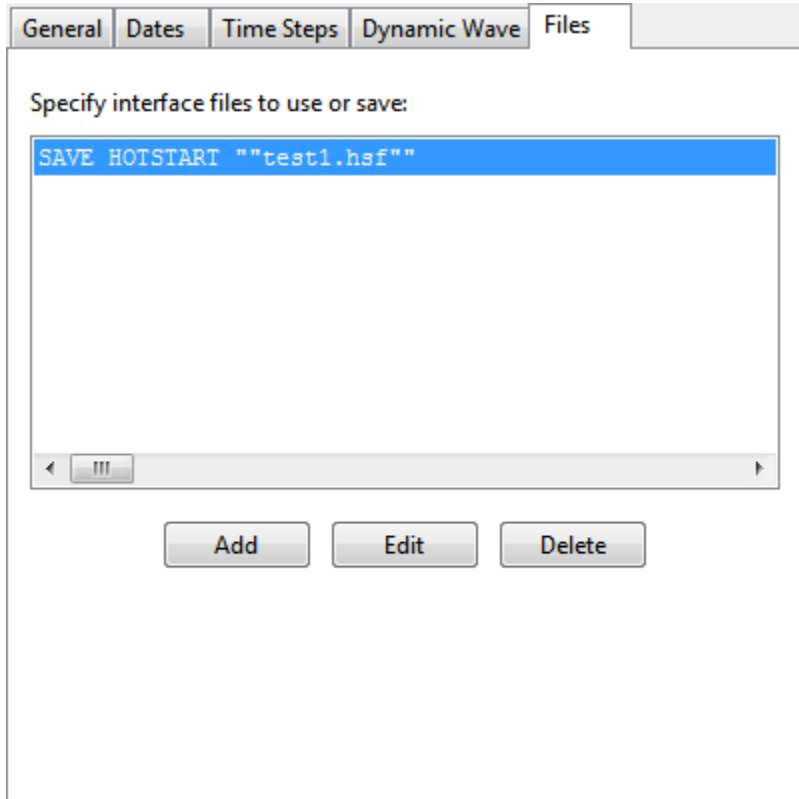 General Dates Time Steps Dynamic Wave Files
Specify interface files to use or save:
SAVE HOTSTART ""test1.hsf""
Add Edit Delete